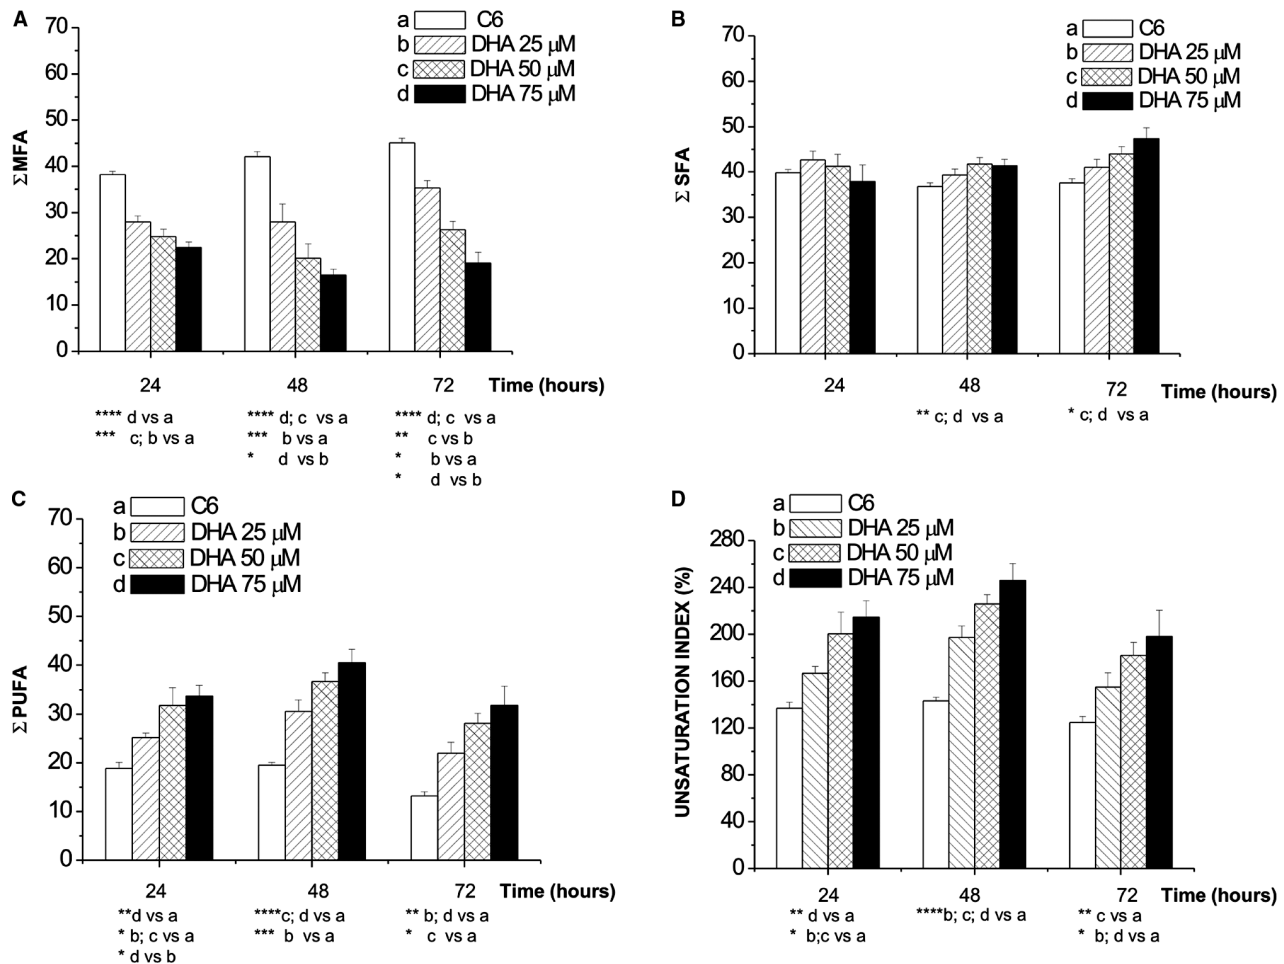 A
ΣMFA
70
60
50
40
30
20
10
0
a C6
b DHA 25 μM
c DHA 50 μM
d DHA 75 μM
24 48 72 Time (hours)
**** d vs a
*** c; b vs a
**** d; c vs a
*** b vs a
* d vs b
**** d; c vs a
** c vs b
* b vs a
* d vs b
B
Σ SFA
70
60
50
40
30
20
10
0
a C6
b DHA 25 μM
c DHA 50 μM
d DHA 75 μM
24 48 72 Time (hours)
** c; d vs a
* c; d vs a
C
Σ PUFA
70
60
50
40
30
20
10
0
a C6
b DHA 25 μM
c DHA 50 μM
d DHA 75 μM
24 48 72 Time (hours)
**d vs a
* b; c vs a
* d vs b
****c; d vs a
*** b vs a
** b; d vs a
* c vs a
D
UNSATURATION INDEX (%)
280
240
200
160
120
80
40
0
a C6
b DHA 25 μM
c DHA 50 μM
d DHA 75 μM
24 48 72 Time (hours)
** d vs a
* b;c vs a
****b; c; d vs a
** c vs a
* b; d vs a